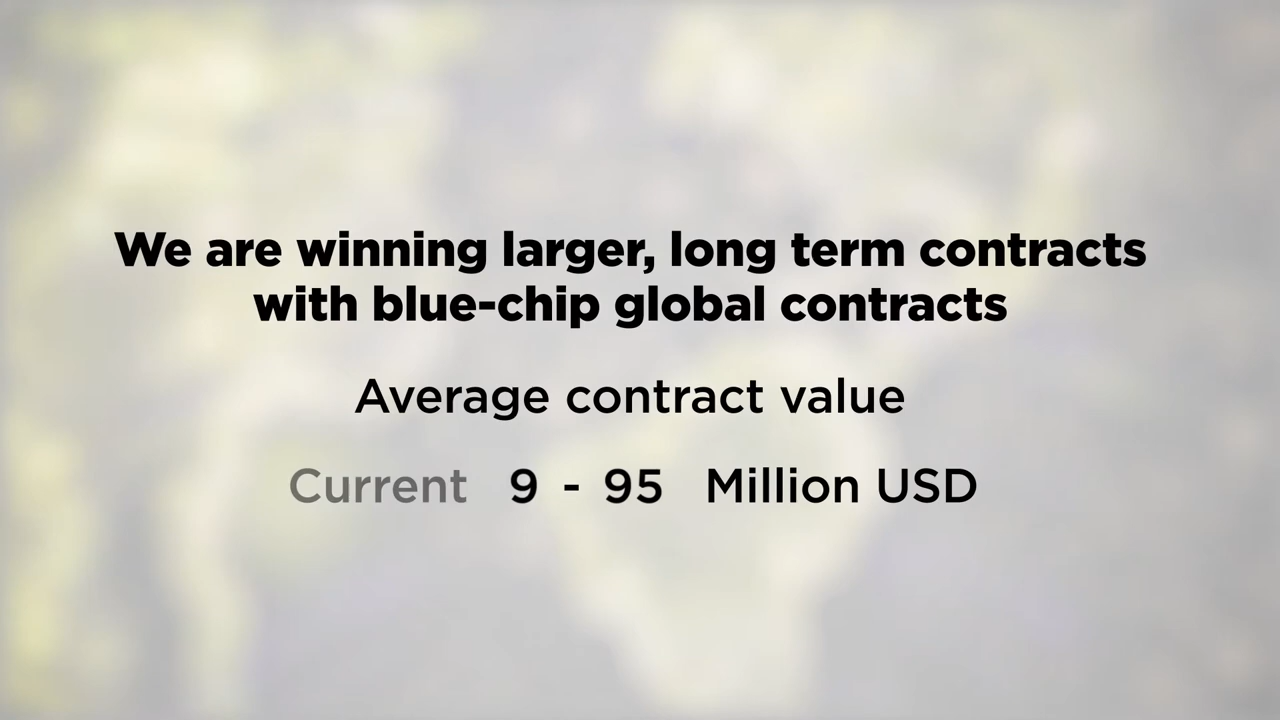 We are winning larger, long term contracts
with blue-chip global contracts
Average contract value
Current 9 - 95 Million USD